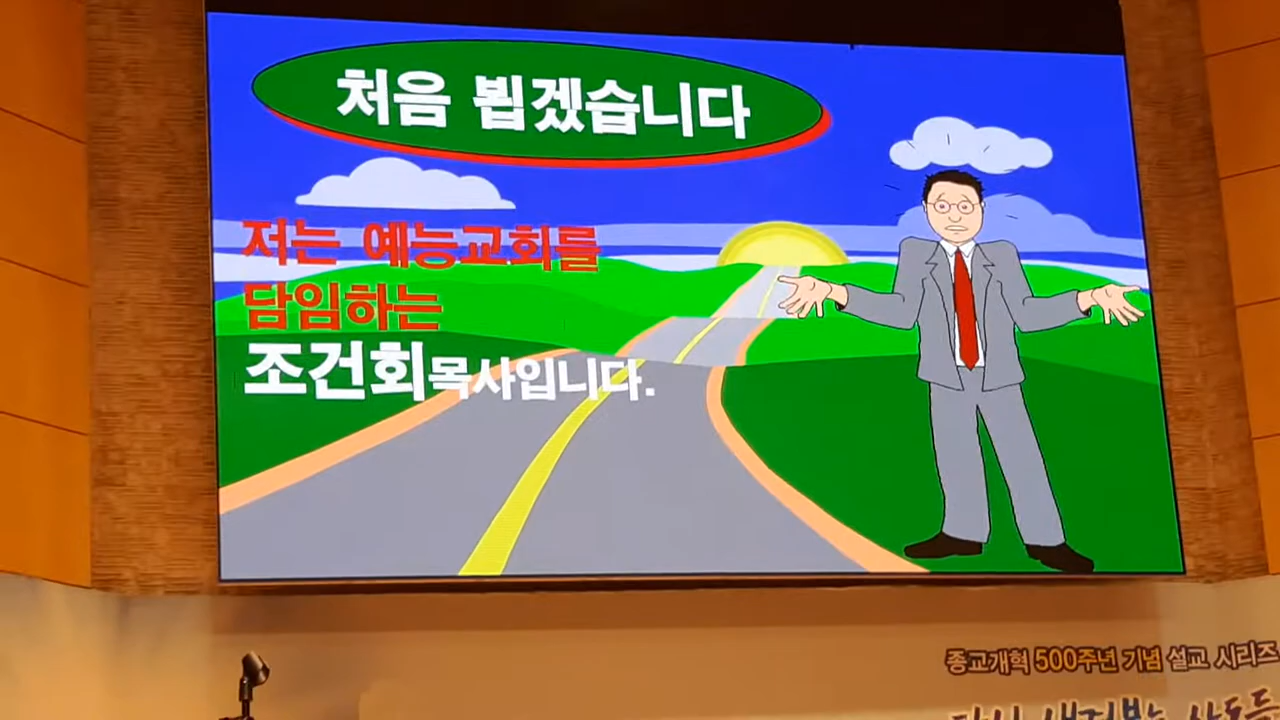 처음 뵙겠습니다
저는 예능교회를
담임하는
조건회목사입니다.
종교개혁 500주년 기념 설교 시리즈